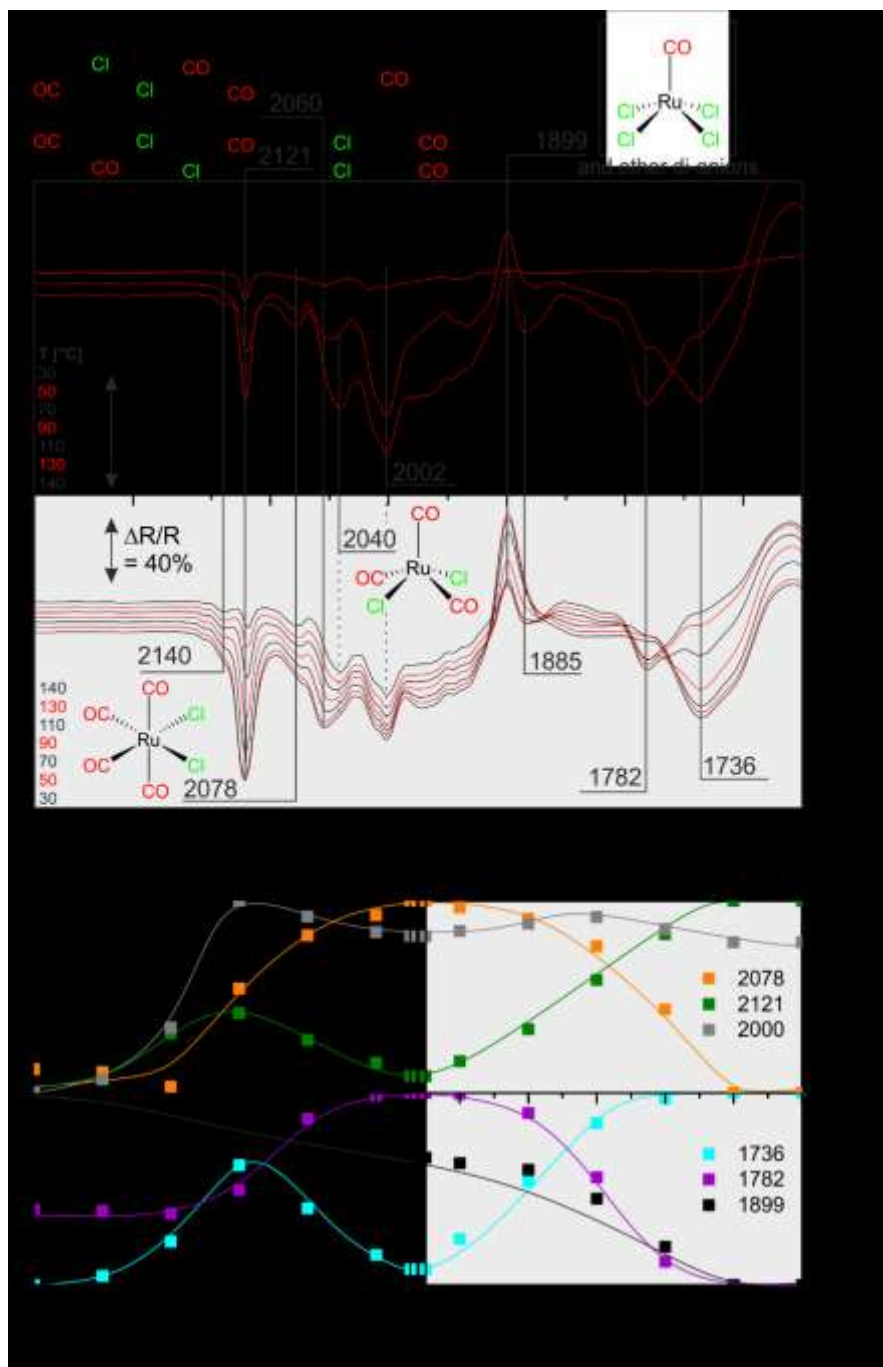 CO
Cl CO
OC Cl CO CO Ru
2060 Cl Cl
Cl Cl
OC Cl CO Cl CO 1899
CO Cl 2121 Cl CO and other di-anions
T [°C]
30
50
70
90
110
130
140
2002
CO
ΔR/R 2040
= 40% Ru
OC Cl
Cl CO
2140 1885
140 CO
130 OC Cl
110 Ru
90
70 OC Cl
50 CO 1782 1736
30 2078
2078
2121
2000
1736
1782
1899